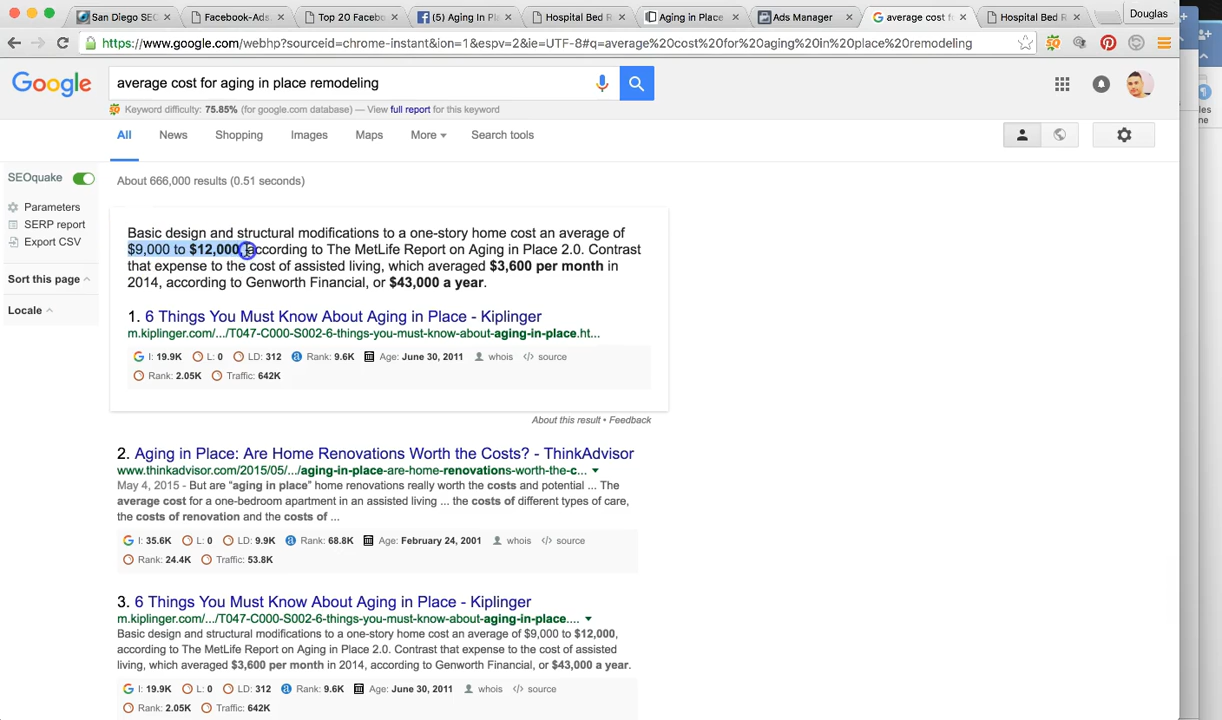 San Diego SEC
Facebook-Ads
Top 20 Facebo
(5) Aging In Pl
Hospital Bed R
Aging in Place
Ads Manager
average cost f
Hospital Bed R
Douglas
https://www.google.com/webhp?sourceid=chrome-instant&ion=1&espv=2&ie=UTF-8#q=average%20cost%20for%20aging%20in%20place%20remodeling
Google
average cost for aging in place remodeling
Keyword difficulty: 75.85% (for google.com database) — View full report for this keyword
All News Shopping Images Maps More Search tools
SEOquake
Parameters
SERP report
Export CSV
Sort this page
Locale
About 666,000 results (0.51 seconds)
Basic design and structural modifications to a one-story home cost an average of
$9,000 to $12,000, according to The MetLife Report on Aging in Place 2.0. Contrast
that expense to the cost of assisted living, which averaged $3,600 per month in
2014, according to Genworth Financial, or $43,000 a year.
1. 6 Things You Must Know About Aging in Place - Kiplinger
m.kiplinger.com/.../T047-C000-S002-6-things-you-must-know-about-aging-in-place.ht...
I: 19.9K L: 0 LD: 312 Rank: 9.6K Age: June 30, 2011 whois </> source
Rank: 2.05K Traffic: 642K
About this result • Feedback
2. Aging in Place: Are Home Renovations Worth the Costs? - ThinkAdvisor
www.thinkadvisor.com/2015/05/.../aging-in-place-are-home-renovations-worth-the-c...
May 4, 2015 - But are “aging in place” home renovations really worth the costs and potential ... The
average cost for a one-bedroom apartment in an assisted living ... the costs of different types of care,
the costs of renovation and the costs of ...
I: 35.6K L: 0 LD: 9.9K Rank: 68.8K Age: February 24, 2001 whois </> source
Rank: 24.4K Traffic: 53.8K
3. 6 Things You Must Know About Aging in Place - Kiplinger
m.kiplinger.com/.../T047-C000-S002-6-things-you-must-know-about-aging-in-place....
Basic design and structural modifications to a one-story home cost an average of $9,000 to $12,000,
according to The MetLife Report on Aging in Place 2.0. Contrast that expense to the cost of assisted
living, which averaged $3,600 per month in 2014, according to Genworth Financial, or $43,000 a year.
I: 19.9K L: 0 LD: 312 Rank: 9.6K Age: June 30, 2011 whois </> source
Rank: 2.05K Traffic: 642K